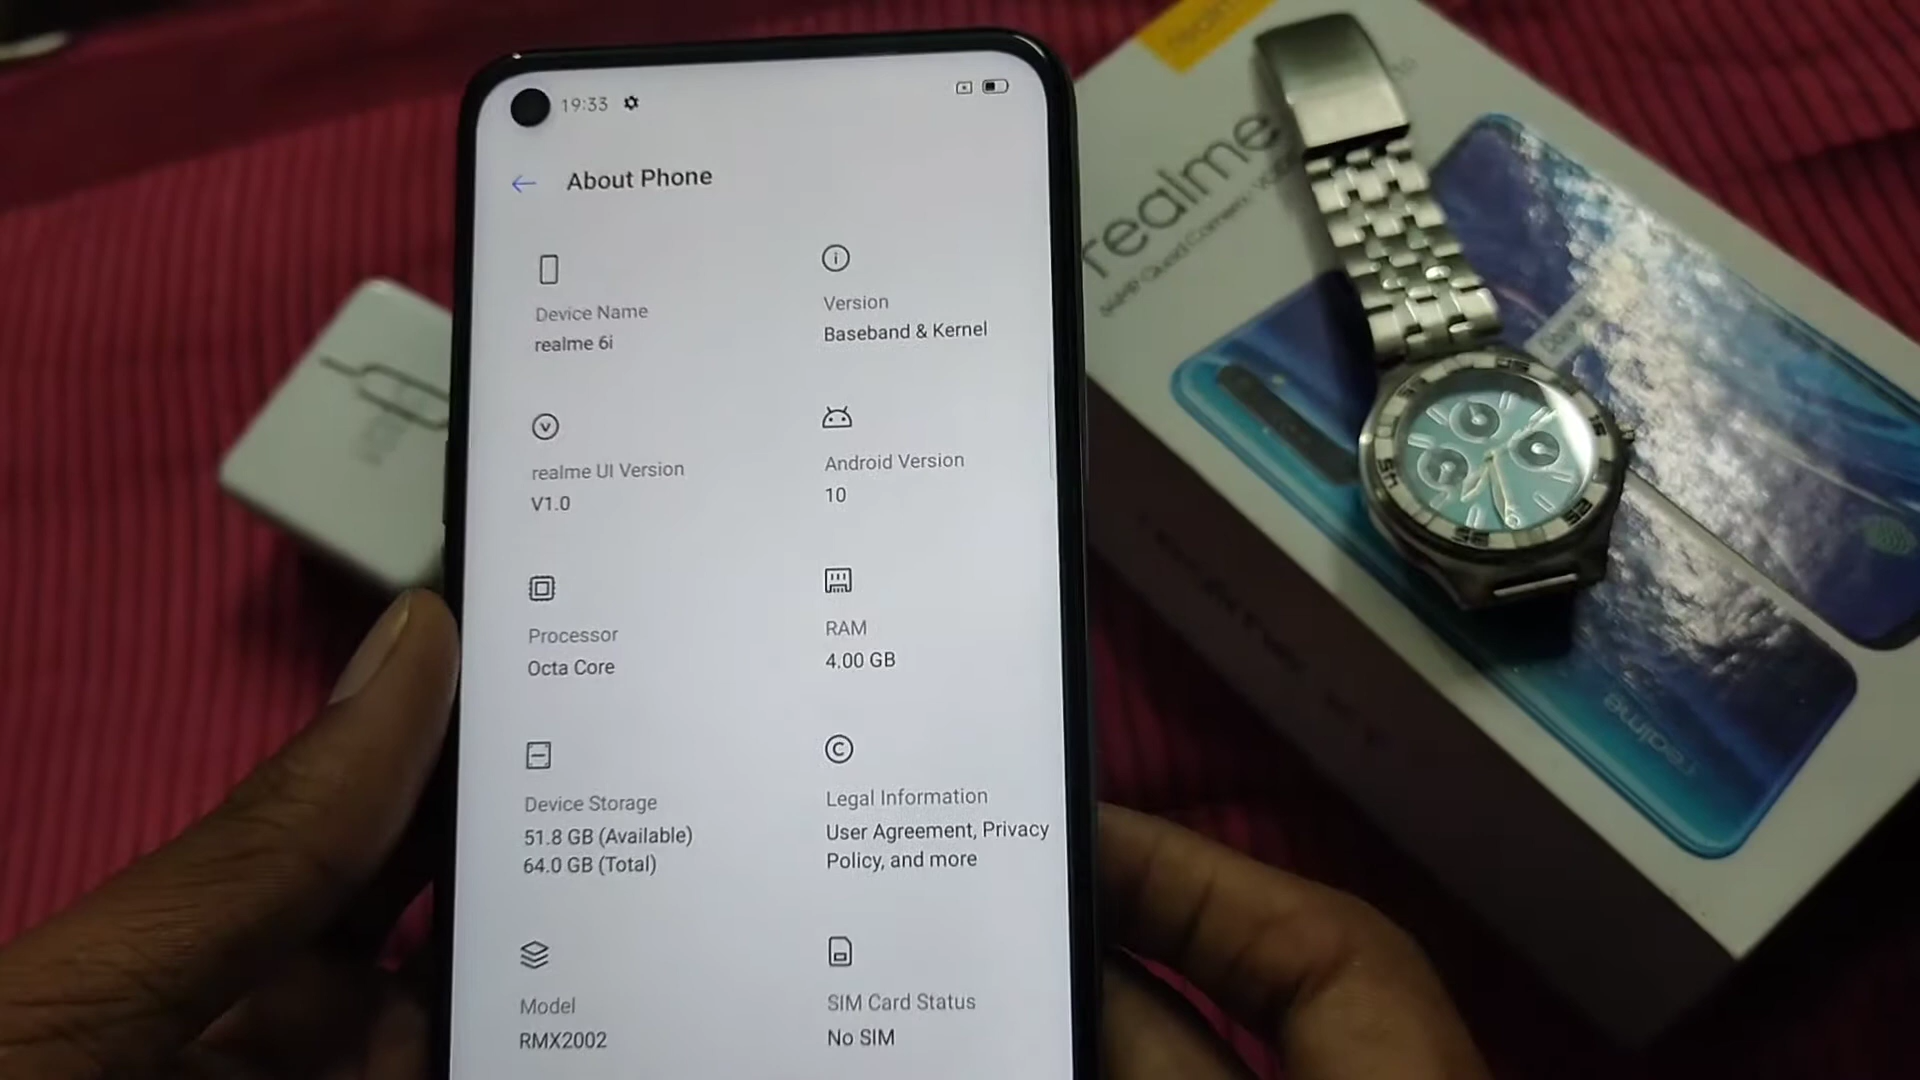 19:33
About Phone
Device Name
realme 6i
Version
Baseband & Kernel
realme UI Version
V1.0
Android Version
10
Processor
Octa Core
RAM
4.00 GB
Device Storage
51.8 GB (Available)
64.0 GB (Total)
Legal Information
User Agreement, Privacy
Policy, and more
Model
RMX2002
SIM Card Status
No SIM
realme
Quad Camera
realme